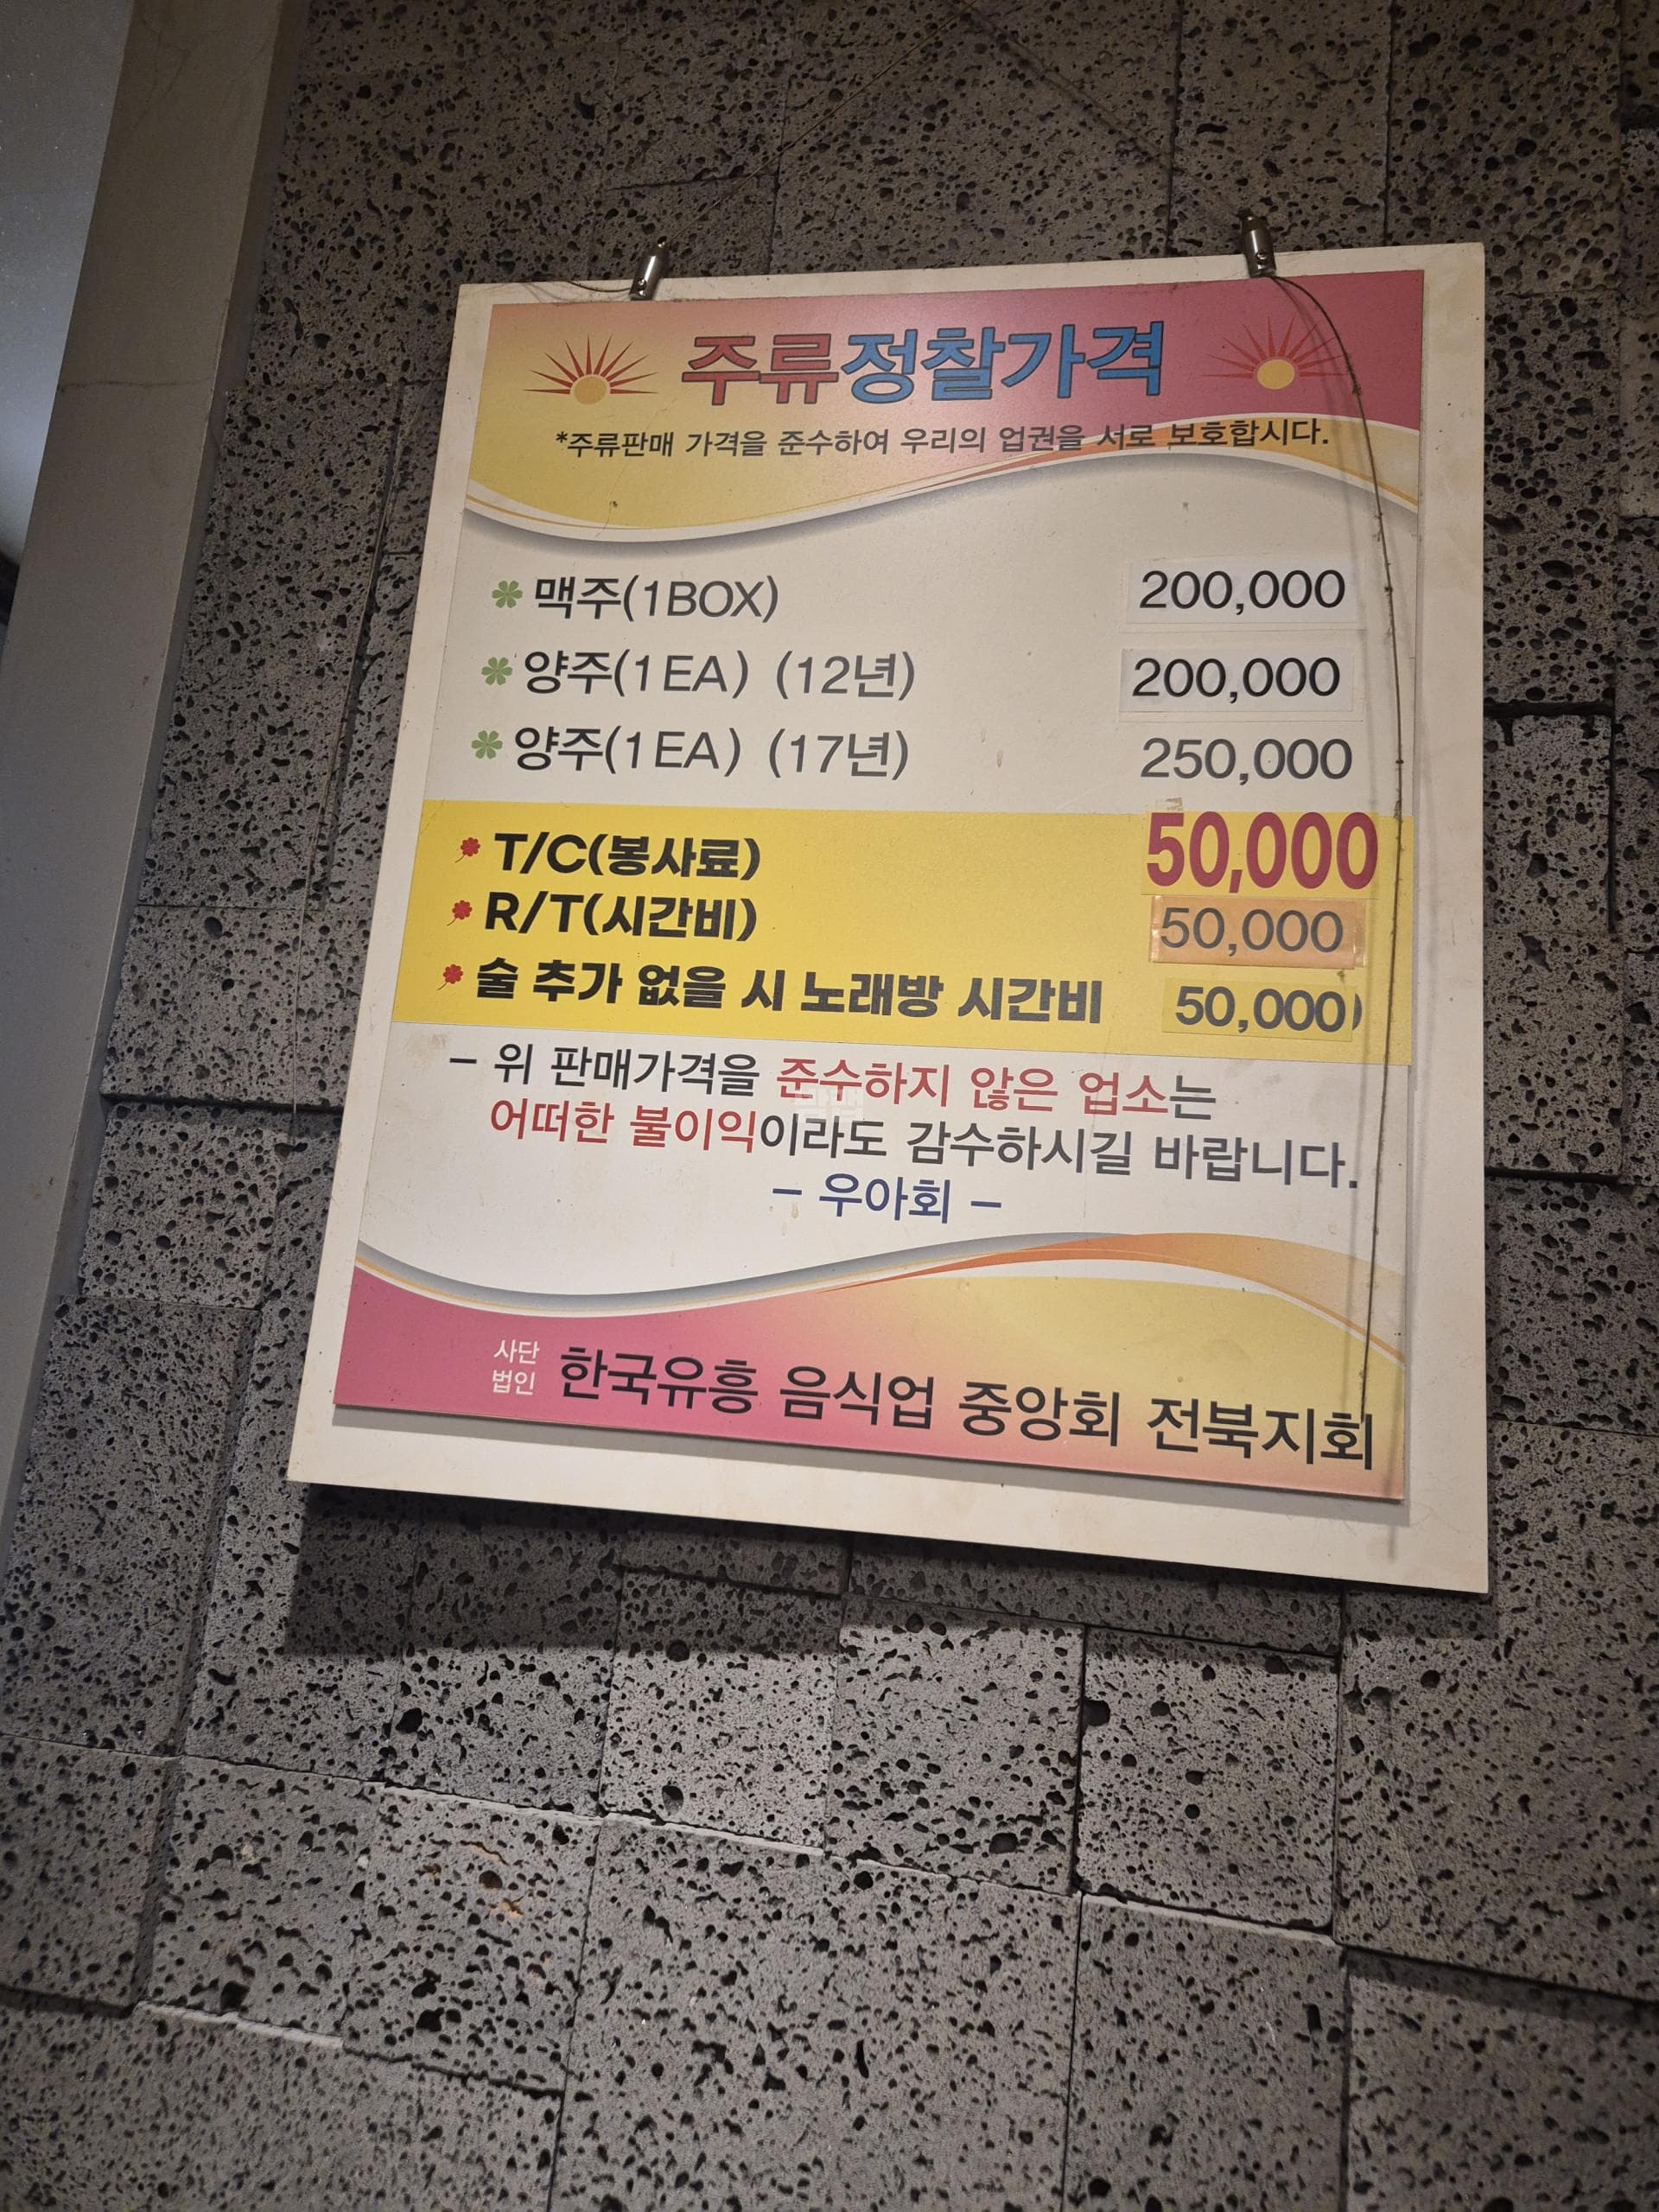 주류정찰가격
*주류판매 가격을 준수하여 우리의 업권을 서로 보호합시다.
맥주(1BOX) 200,000
양주(1EA) (12년) 200,000
양주(1EA) (17년) 250,000
T/C(봉사료) 50,000
R/T(시간비) 50,000
술 추가 없을 시 노래방 시간비 50,000
- 위 판매가격을 준수하지 않은 업소는
어떠한 불이익이라도 감수하시길 바랍니다.
- 우아회 -
사단
법인 한국유흥 음식업 중앙회 전북지회